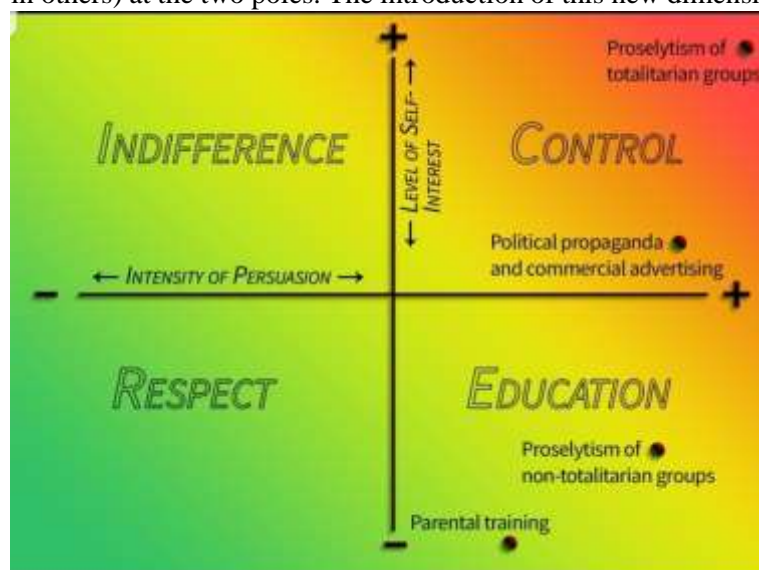 in others) at the two poles. The introduction of this new dimensi
+
Proselytism of
totalitarian groups
INDIFFERENCE
← LEVEL OF SELF- →
INTEREST
CONTROL
Political propaganda
and commercial advertising
← INTENSITY OF PERSUASION →
−
+
RESPECT
EDUCATION
Proselytism of
non-totalitarian groups
Parental training
−